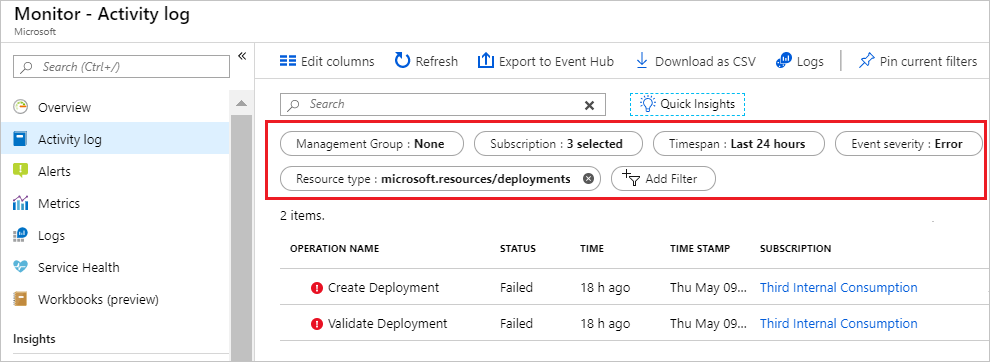 Monitor - Activity log
Microsoft
Search (Ctrl+/)
«
Overview
Activity log
Alerts
Metrics
Logs
Service Health
Workbooks (preview)
Insights
Edit columns Refresh Export to Event Hub Download as CSV Logs Pin current filters
Search Quick Insights
Management Group : None Subscription : 3 selected Timespan : Last 24 hours Event severity : Error
Resource type : microsoft.resources/deployments Add Filter
2 items.
OPERATION NAME STATUS TIME TIME STAMP SUBSCRIPTION
Create Deployment Failed 18 h ago Thu May 09... Third Internal Consumption
Validate Deployment Failed 18 h ago Thu May 09... Third Internal Consumption